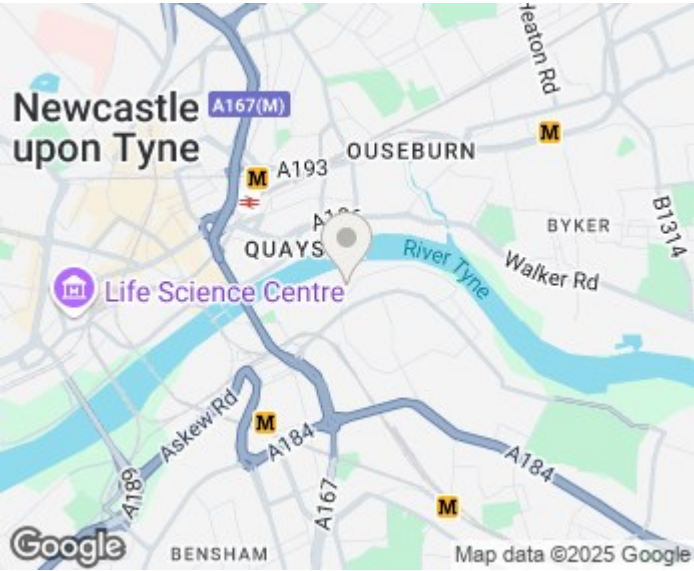 Heaton Rd
Newcastle
upon Tyne
A167(M)
M
OUSEBURN
M
A193
B1314
BYKER
QUAYS
River Tyne
Walker Rd
Life Science Centre
Askew Rd
M
A184
A184
A189
A167
M
Google
BENSHAM
Map data ©2025 Google